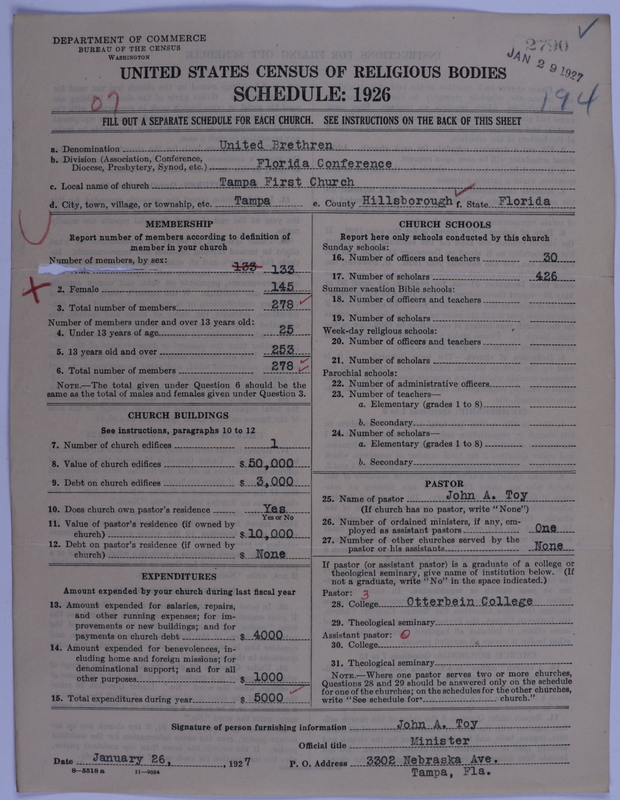 DEPARTMENT OF COMMERCE
BUREAU OF THE CENSUS
WASHINGTON
2790
JAN 29 1927
194
UNITED STATES CENSUS OF RELIGIOUS BODIES
SCHEDULE: 1926
07
FILL OUT A SEPARATE SCHEDULE FOR EACH CHURCH. SEE INSTRUCTIONS ON THE BACK OF THIS SHEET
a. Denomination United Brethren
b. Division (Association, Conference, Diocese, Presbytery, Synod, etc.) Florida Conference
c. Local name of church Tampa First Church
d. City, town, village, or township, etc. Tampa e. County Hillsborough f. State Florida
MEMBERSHIP
Report number of members according to definition of
member in your church
Number of members, by sex:
133 133
2. Female 145
3. Total number of members 278
Number of members under and over 13 years old:
4. Under 13 years of age 25
5. 13 years old and over 253
6. Total number of members 278
NOTE.—The total given under Question 6 should be the
same as the total of males and females given under Question 3.
CHURCH BUILDINGS
See instructions, paragraphs 10 to 12
7. Number of church edifices 1
8. Value of church edifices $50,000
9. Debt on church edifices $ 3,000
10. Does church own pastor's residence Yes
Yes or No
11. Value of pastor's residence (if owned by
church) $10,000
12. Debt on pastor's residence (if owned by
church) $ None
EXPENDITURES
Amount expended by your church during last fiscal year
13. Amount expended for salaries, repairs,
and other running expenses; for im-
provements or new buildings; and for
payments on church debt $ 4000
14. Amount expended for benevolences, in-
cluding home and foreign missions; for
denominational support; and for all
other purposes $ 1000
15. Total expenditures during year $ 5000
CHURCH SCHOOLS
Report here only schools conducted by this church
Sunday schools:
16. Number of officers and teachers 30
17. Number of scholars 426
Summer vacation Bible schools:
18. Number of officers and teachers
19. Number of scholars
Week-day religious schools:
20. Number of officers and teachers
21. Number of scholars
Parochial schools:
22. Number of administrative officers
23. Number of teachers—
a. Elementary (grades 1 to 8)
b. Secondary
24. Number of scholars—
a. Elementary (grades 1 to 8)
b. Secondary
PASTOR
25. Name of pastor John A. Toy
(If church has no pastor, write "None")
26. Number of ordained ministers, if any, em-
ployed as assistant pastors One
27. Number of other churches served by the
pastor or his assistants None
If pastor (or assistant pastor) is a graduate of a college or
theological seminary, give name of institution below. (If
not a graduate, write "No" in the space indicated.)
Pastor: 3
28. College Otterbein College
29. Theological seminary
Assistant pastor: 0
30. College
31. Theological seminary
NOTE.—Where one pastor serves two or more churches,
Questions 28 and 29 should be answered only on the schedule
for one of the churches; on the schedules for the other churches,
write "See schedule for church."
Signature of person furnishing information John A. Toy
Official title Minister
Date January 26, , 1927 P. O. Address 3302 Nebraska Ave.
8—5318 a 11—9034 Tampa, Fla.